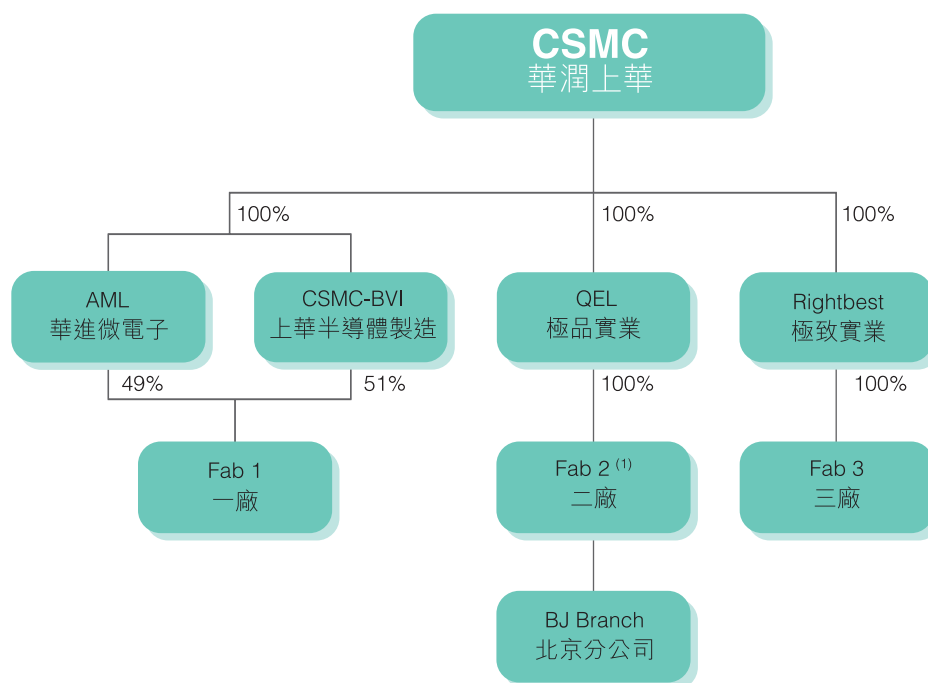 CSMC
華潤上華
100%
100%
100%
AML
華進微電子
CSMC-BVI
上華半導體製造
QEL
極品實業
Rightbest
極致實業
49%
51%
100%
100%
Fab 1
一廠
Fab 2 (1)
二廠
Fab 3
三廠
BJ Branch
北京分公司